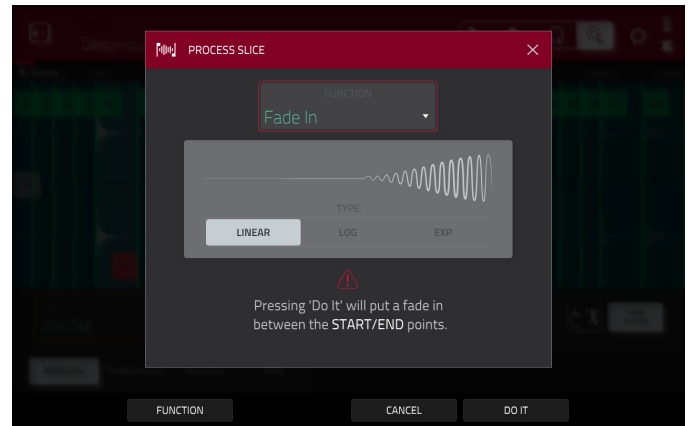 PROCESS SLICE
FUNCTION
Fade In
TYPE
LINEAR LOG EXP
Pressing 'Do It' will put a fade in
between the START/END points.
MANUAL
FUNCTION CANCEL DO IT